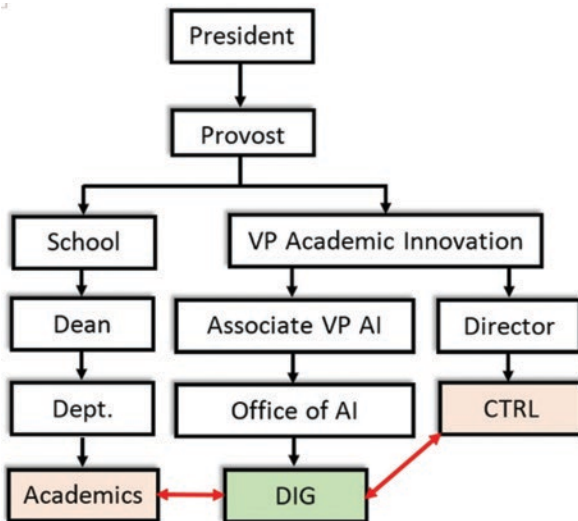 President
Provost
School
VP Academic Innovation
Dean
Associate VP AI
Director
Dept.
Office of AI
CTRL
Academics
DIG